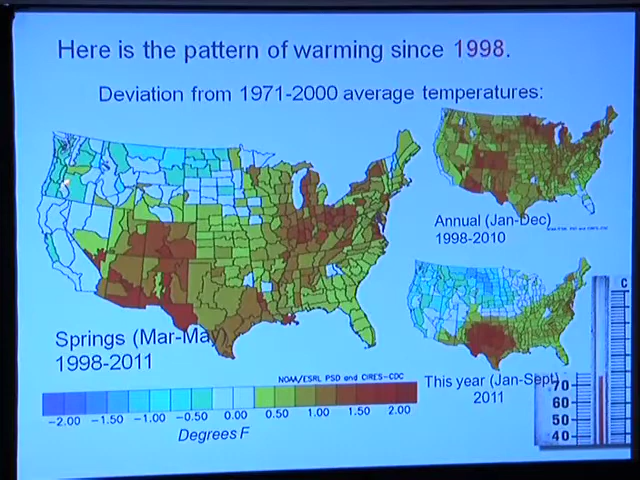 Here is the pattern of warming since 1998.
Deviation from 1971-2000 average temperatures:
Annual (Jan-Dec)
1998-2010
Springs (Mar-May)
1998-2011
NOAA/ESRL PSD and CIRES-CDC
This year (Jan-Sept)
2011
-2.00 -1.50 -1.00 -0.50 0.00 0.50 1.00 1.50 2.00
Degrees F
C
70
60
50
40